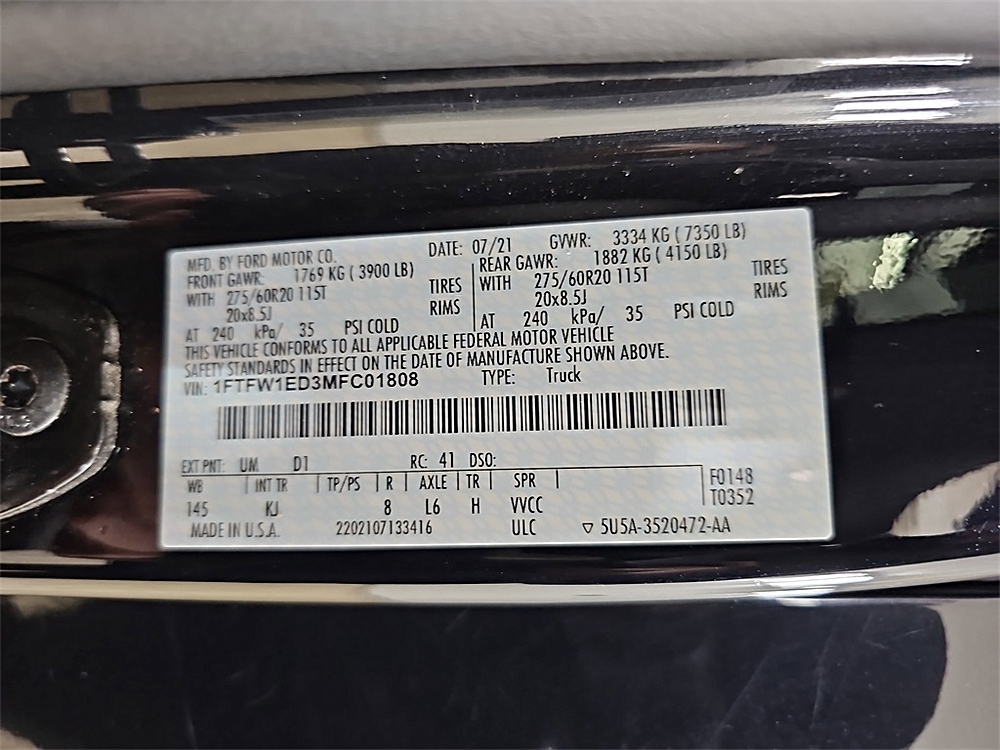 MFD. BY FORD MOTOR CO. DATE: 07/21 GVWR: 3334 KG ( 7350 LB)
FRONT GAWR: 1769 KG ( 3900 LB) REAR GAWR: 1882 KG ( 4150 LB)
WITH 275/60R20 115T TIRES WITH 275/60R20 115T TIRES
20x8.5J RIMS 20x8.5J RIMS
AT 240 kPa/ 35 PSI COLD AT 240 kPa/ 35 PSI COLD
THIS VEHICLE CONFORMS TO ALL APPLICABLE FEDERAL MOTOR VEHICLE
SAFETY STANDARDS IN EFFECT ON THE DATE OF MANUFACTURE SHOWN ABOVE.
VIN: 1FTFW1ED3MFC01808 TYPE: Truck
EXT PNT: UM D1 RC: 41 DSO:
WB INT TR TP/PS R AXLE TR SPR F0148
145 KJ 8 L6 H VVCC T0352
MADE IN U.S.A. 2202107133416 ULC ▽ 5U5A-3520472-AA